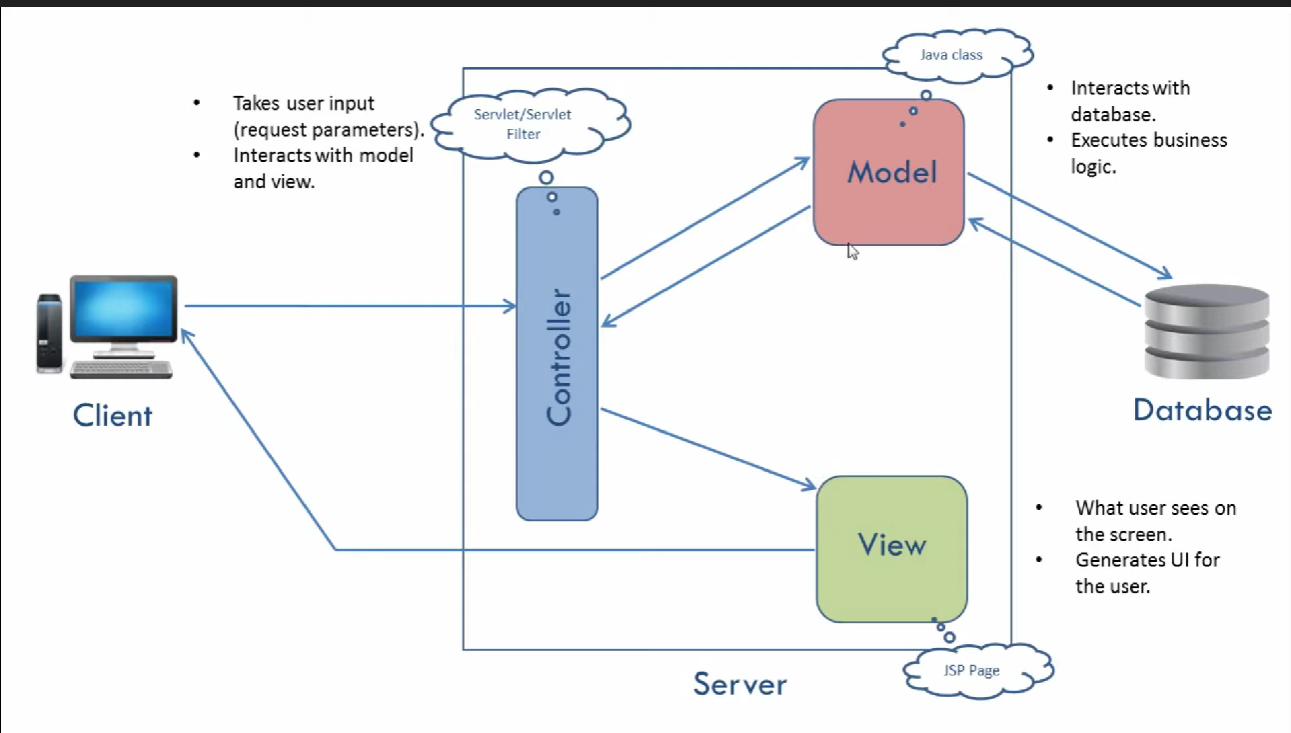 Java class
• Takes user input
(request parameters).
• Interacts with model
and view.
Servlet/Servlet
Filter
• Interacts with
database.
• Executes business
logic.
Model
Controller
Client
Database
View
• What user sees on
the screen.
• Generates UI for
the user.
JSP Page
Server